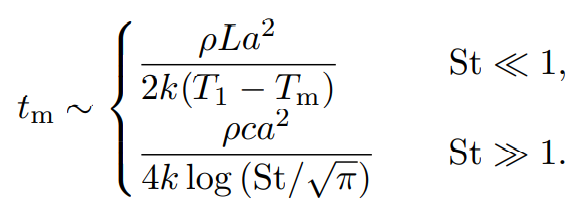 t_m ~ { ρLa² / 2k(T₁ − T_m)    St ≪ 1,
ρca² / 4k log (St/√π)    St ≫ 1.